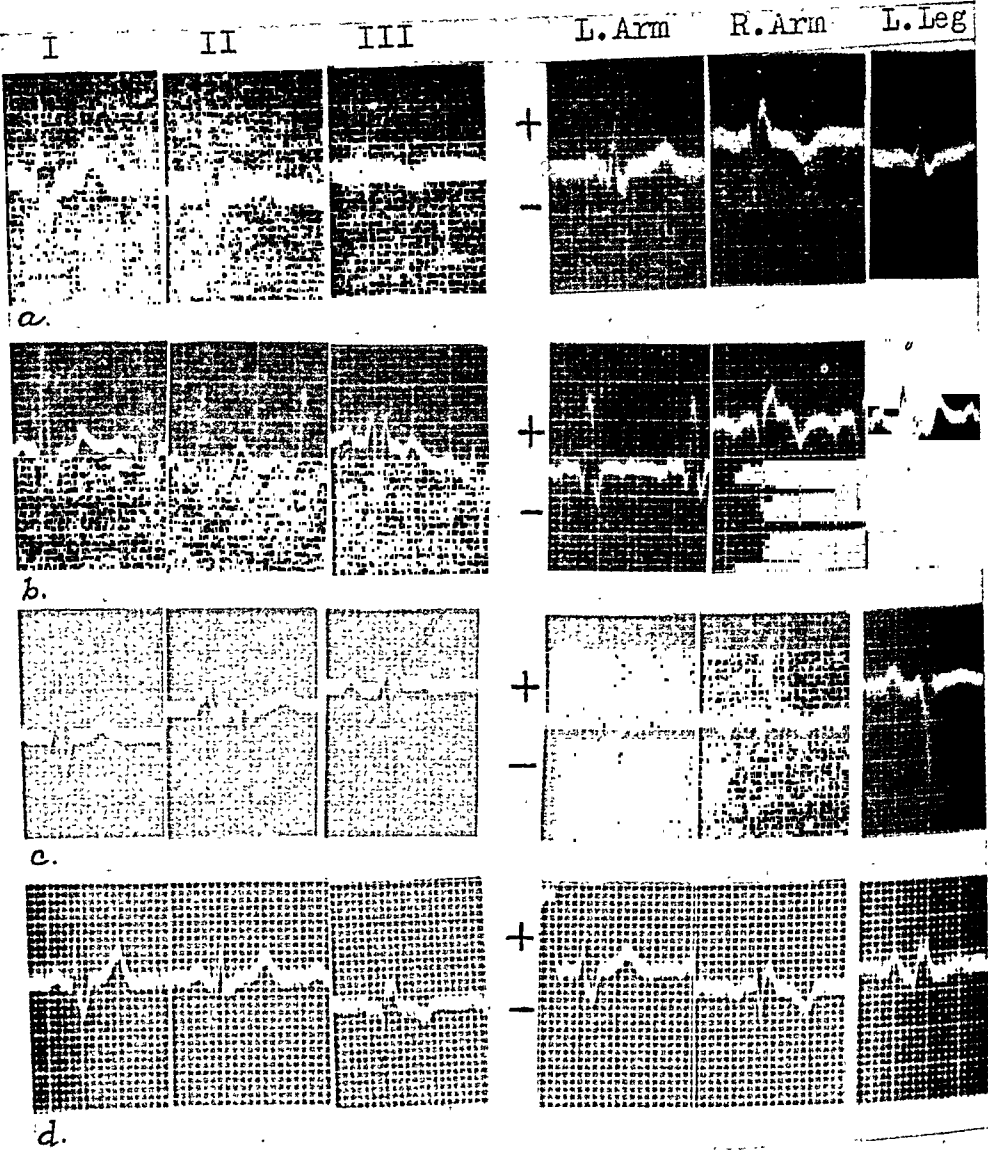 I II III L.Arm R.Arm L.Leg
+
-
a.
+
-
b.
+
-
c.
+
-
d.